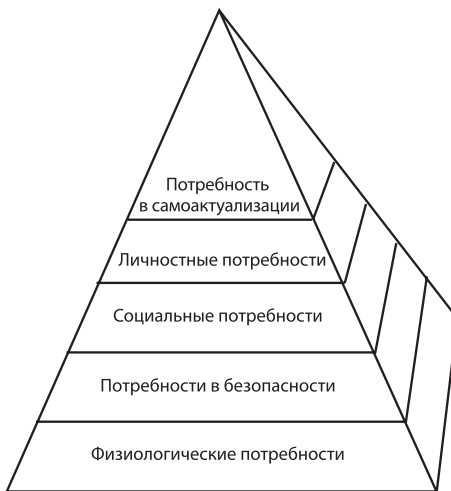 Потребность
в самоактуализации
Личностные потребности
Социальные потребности
Потребности в безопасности
Физиологические потребности